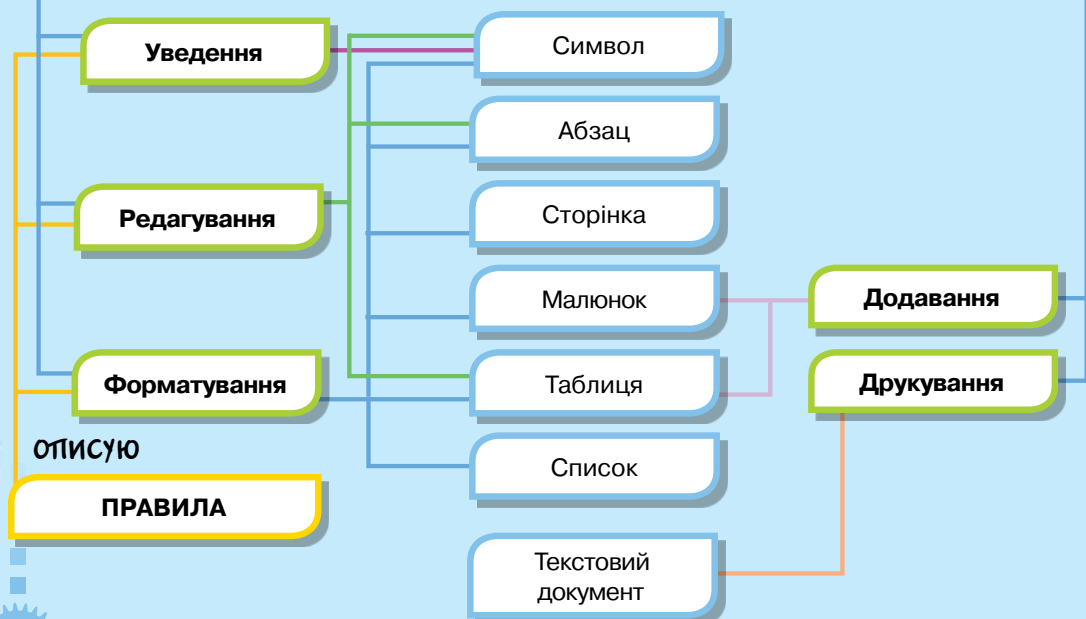 Уведення
Символ
Абзац
Редагування
Сторінка
Малюнок
Додавання
Форматування
Таблиця
Друкування
описую
Список
ПРАВИЛА
Текстовий
документ